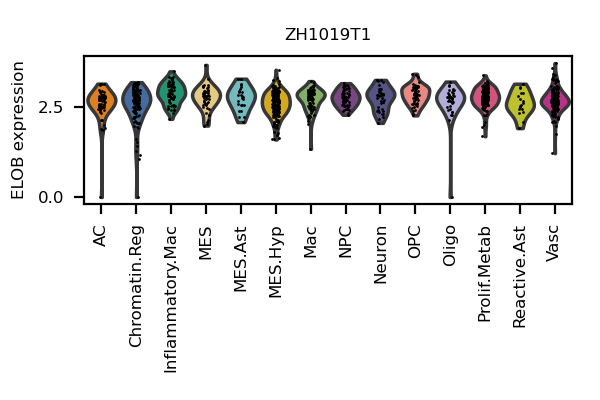 ZH1019T1
ELOB expression
2.5
0.0
AC
Chromatin.Reg
Inflammatory.Mac
MES
MES.Ast
MES.Hyp
Mac
NPC
Neuron
OPC
Oligo
Prolif.Metab
Reactive.Ast
Vasc